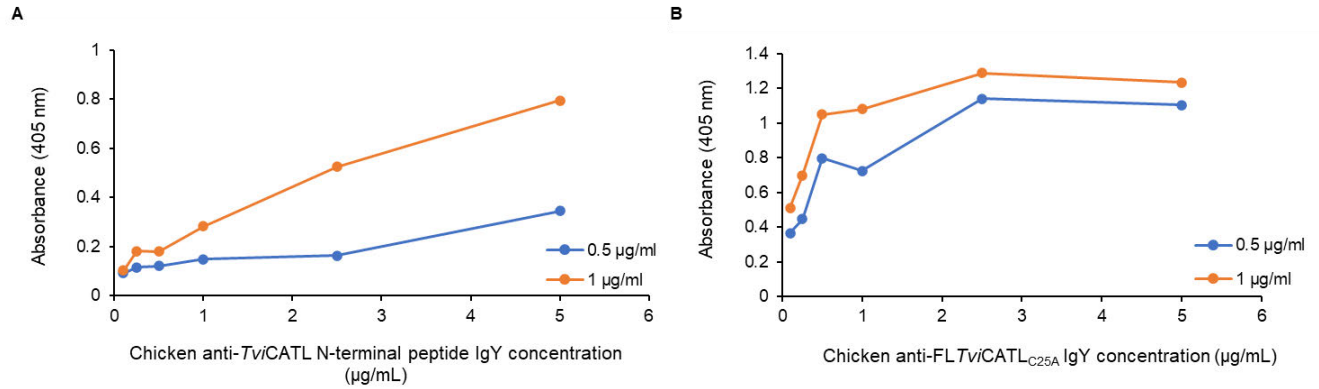 A
Absorbance (405 nm)
1
0.8
0.6
0.4
0.2
0
0 1 2 3 4 5 6
0.5 µg/ml
1 µg/ml
Chicken anti-TviCATL N-terminal peptide IgY concentration
(µg/mL)
B
Absorbance (405 nm)
1.4
1.2
1
0.8
0.6
0.4
0.2
0
0 1 2 3 4 5 6
0.5 µg/ml
1 µg/ml
Chicken anti-FLTviCATLC25A IgY concentration (µg/mL)